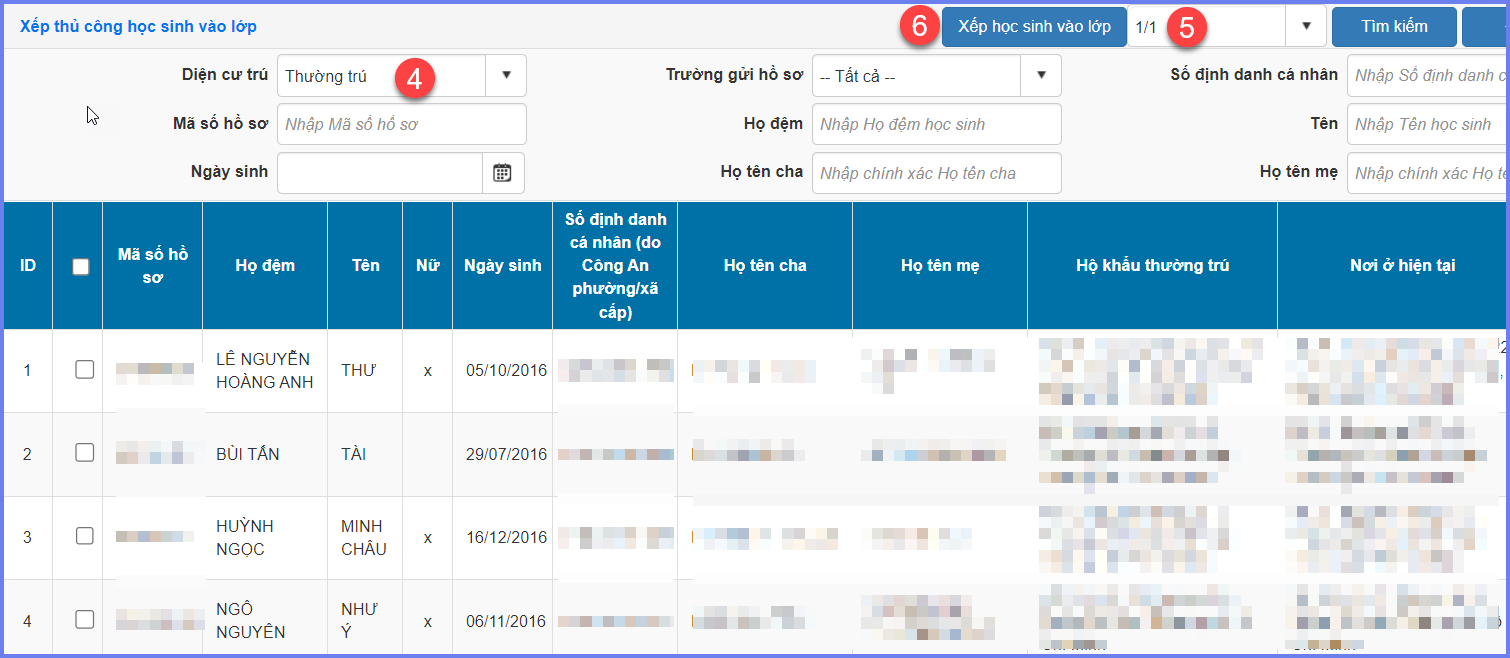 Xếp thủ công học sinh vào lớp
6
Xếp học sinh vào lớp
1/1
5
Tìm kiếm
Diện cư trú
Thường trú
4
Trường gửi hồ sơ
-- Tất cả --
Số định danh cá nhân
Nhập Số định danh c
Mã số hồ sơ
Nhập Mã số hồ sơ
Họ đệm
Nhập Họ đệm học sinh
Tên
Nhập Tên học sinh
Ngày sinh
Họ tên cha
Nhập chính xác Họ tên cha
Họ tên mẹ
Nhập chính xác Họ tê
ID
Mã số hồ
sơ
Họ đệm
Tên
Nữ
Ngày sinh
Số định danh
cá nhân (do
Công An
phường/xã
cấp)
Họ tên cha
Họ tên mẹ
Hộ khẩu thường trú
Nơi ở hiện tại
1
LÊ NGUYỄN
HOÀNG ANH
THƯ
x
05/10/2016
2
BÙI TẤN
TÀI
29/07/2016
3
HUỲNH
NGỌC
MINH
CHÂU
x
16/12/2016
4
NGÔ
NGUYÊN
NHƯ
Ý
x
06/11/2016